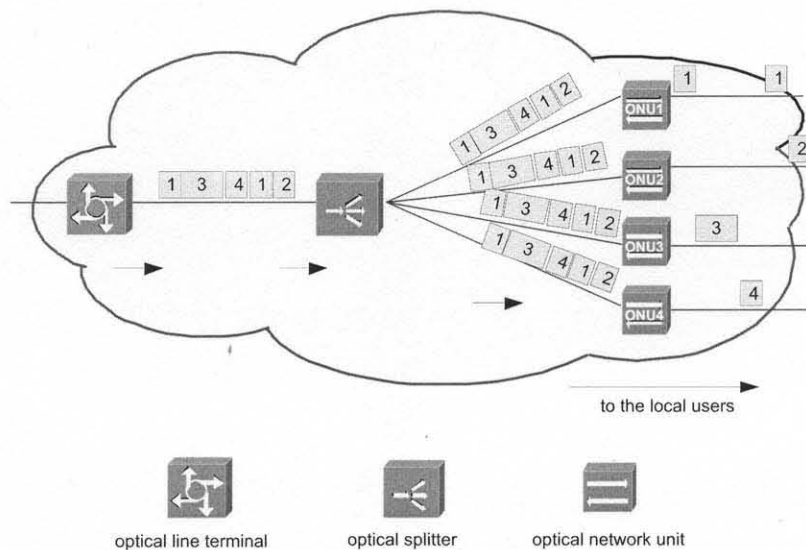 1 3 4 1 2
1 3 4 1 2
ONU1
1 1
1 3 4 1 2
ONU2
2
1 3 4 1 2
ONU3
3
1 3 4 1 2
ONU4
4
to the local users
optical line terminal
optical splitter
optical network unit